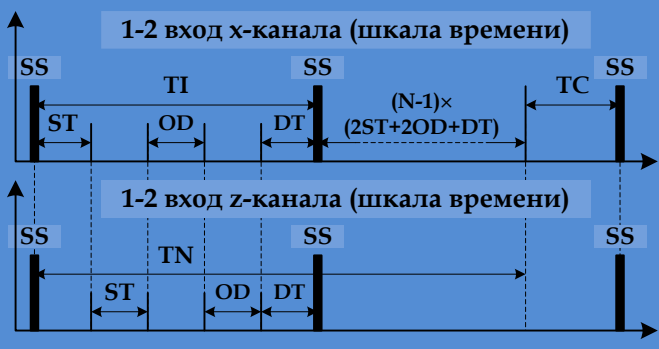 1-2 вход x-канала (шкала времени)
SS SS SS
TI TC
(N-1)×
(2ST+2OD+DT)
ST OD DT
1-2 вход z-канала (шкала времени)
SS SS SS
TN
ST OD DT